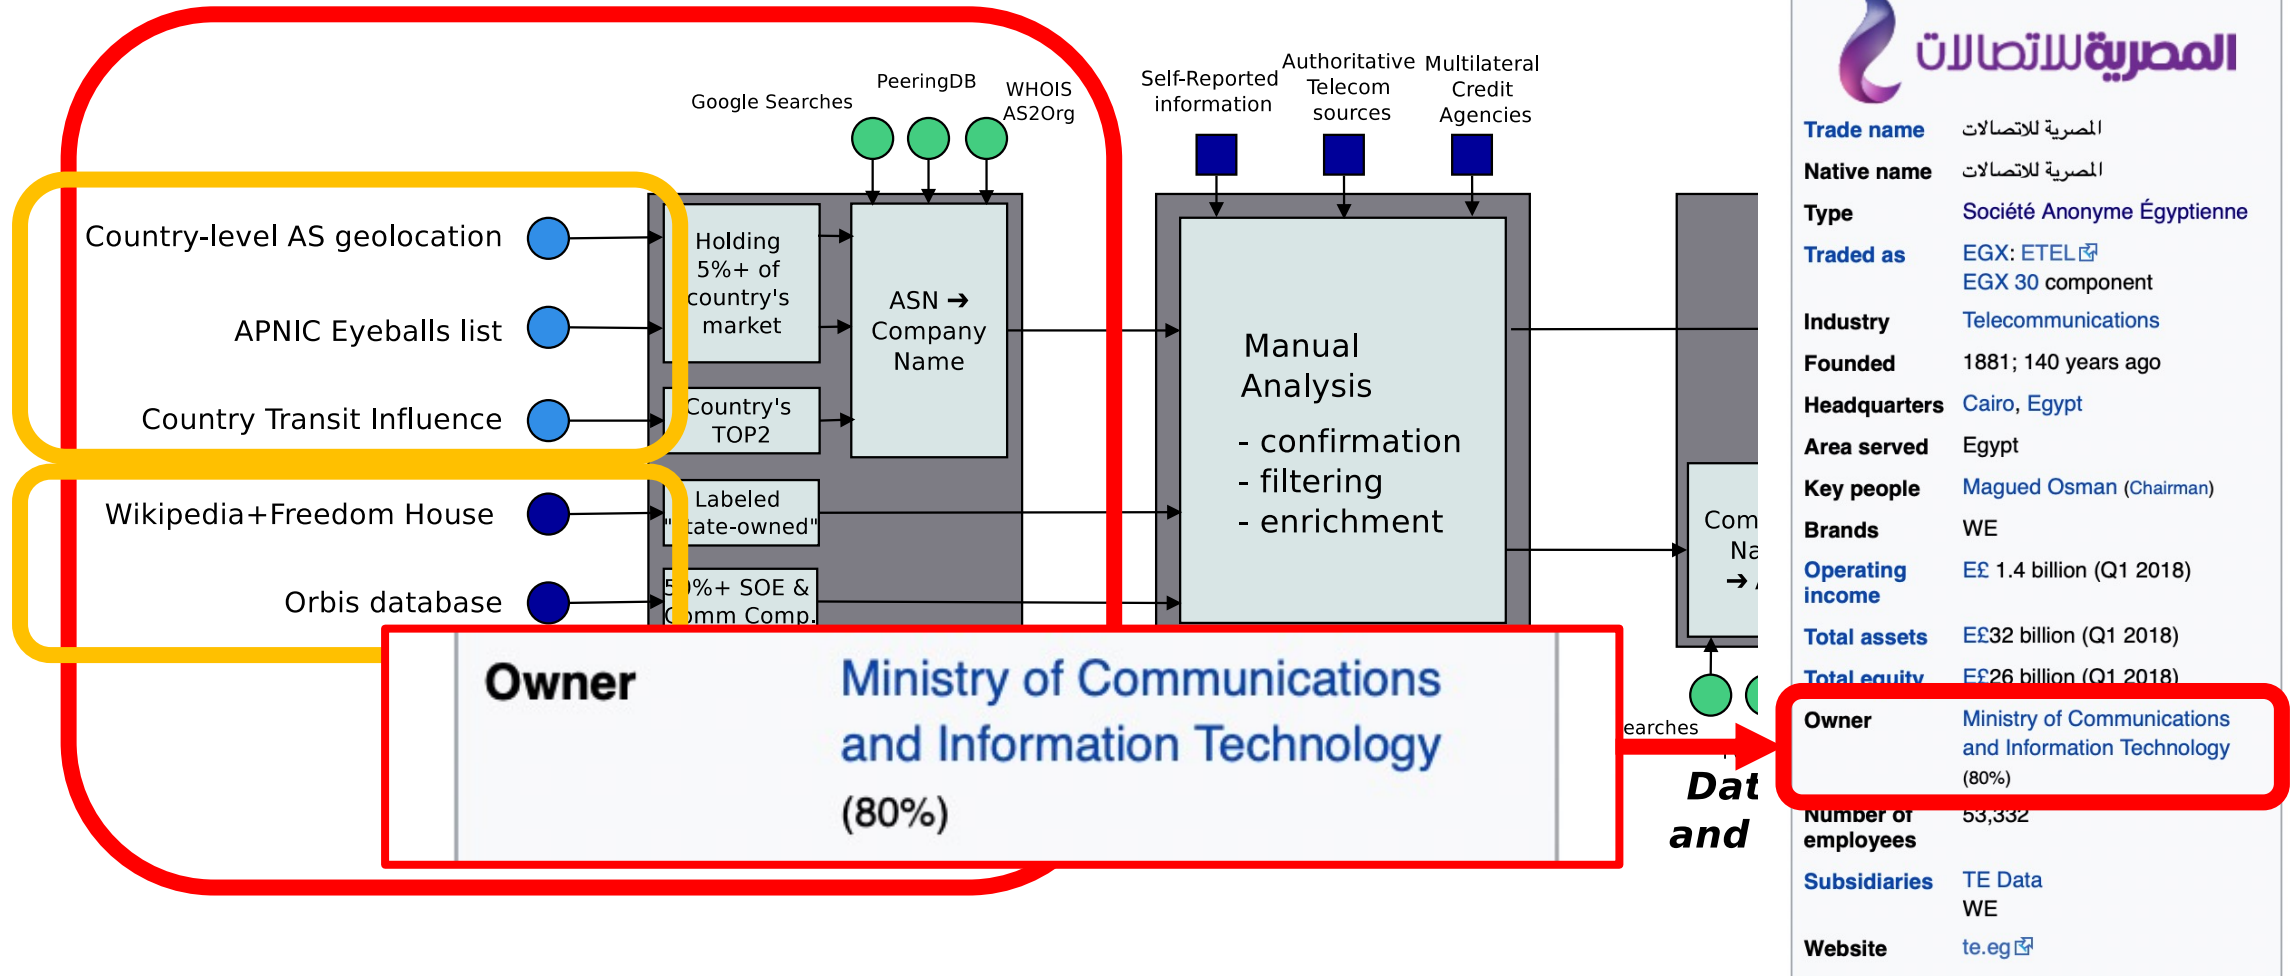 Google Searches
PeeringDB
WHOIS
AS2Org
Self-Reported
information
Authoritative
Telecom
sources
Multilateral
Credit
Agencies
Country-level AS geolocation
APNIC Eyeballs list
Country Transit Influence
Wikipedia+Freedom House
Orbis database
Holding
5%+ of
country's
market
Country's
TOP2
Labeled
"state-owned"
50%+ SOE &
Comm Comp.
ASN ➔
Company
Name
Manual
Analysis
- confirmation
- filtering
- enrichment
Com
Na
➔
earches
Dat
and
Owner
Ministry of Communications
and Information Technology
(80%)
المصرية للاتصالات
Trade name المصرية للاتصالات
Native name المصرية للاتصالات
Type Société Anonyme Égyptienne
Traded as EGX: ETEL
EGX 30 component
Industry Telecommunications
Founded 1881; 140 years ago
Headquarters Cairo, Egypt
Area served Egypt
Key people Magued Osman (Chairman)
Brands WE
Operating income E£ 1.4 billion (Q1 2018)
Total assets E£32 billion (Q1 2018)
Total equity E£26 billion (Q1 2018)
Owner Ministry of Communications
and Information Technology
(80%)
Number of employees 53,332
Subsidiaries TE Data
WE
Website te.eg